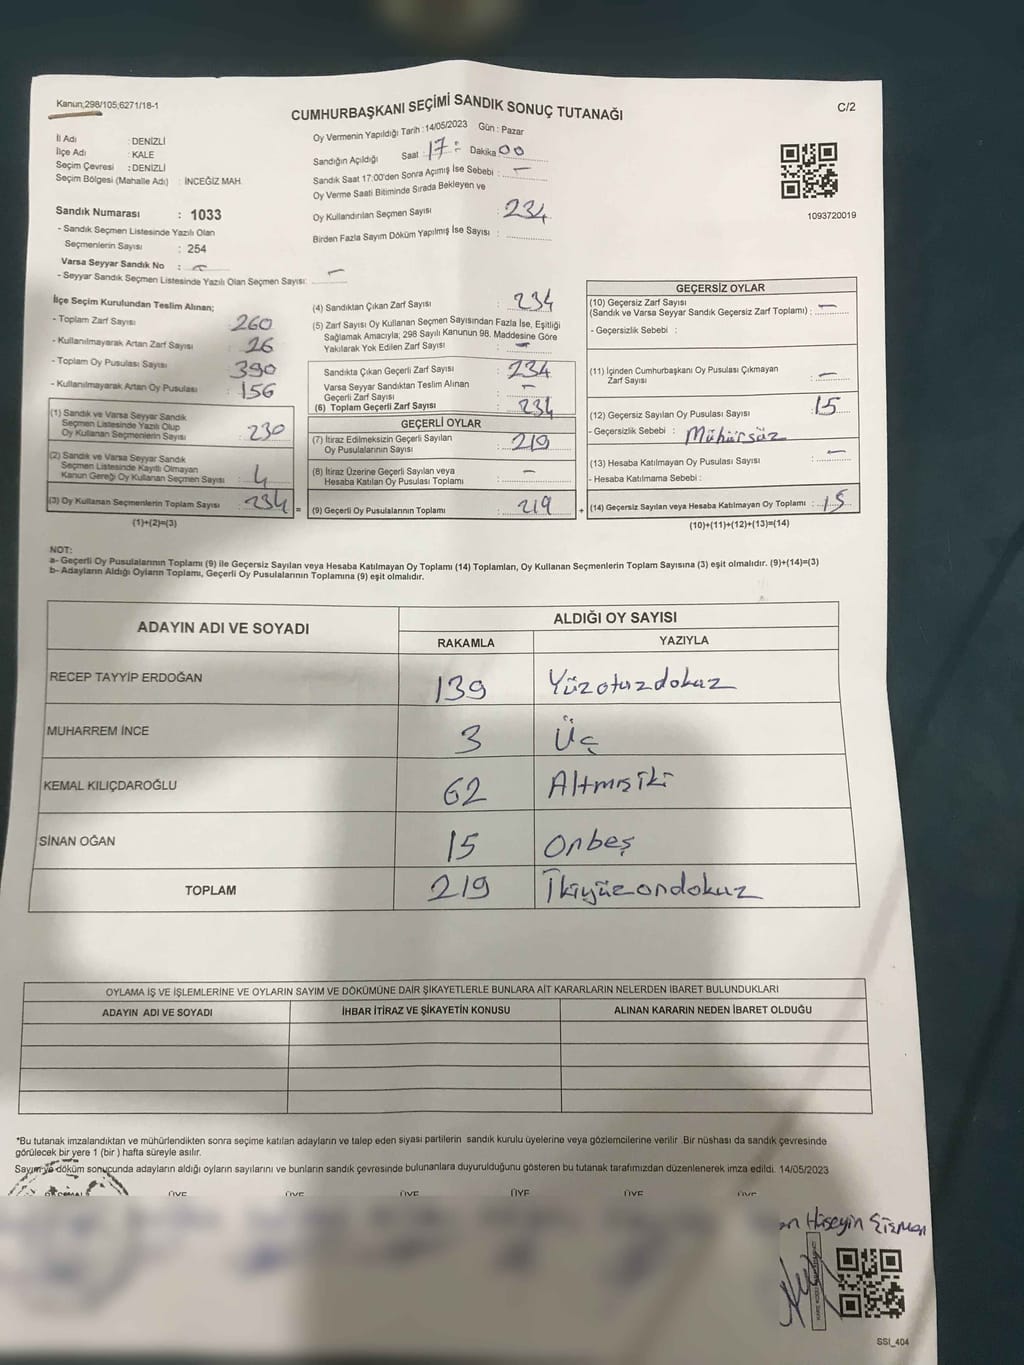 Kanun;298/105;6271/18-1
CUMHURBAŞKANI SEÇİMİ SANDIK SONUÇ TUTANAĞI
C/2
İl Adı : DENİZLİ
İlçe Adı : KALE
Seçim Çevresi : DENİZLİ
Seçim Bölgesi (Mahalle Adı) : İNCEĞİZ MAH.
Oy Vermenin Yapıldığı Tarih : 14/05/2023 Gün : Pazar
Sandığın Açıldığı Saat : 17 : Dakika 00
Sandık Saat 17:00'den Sonra Açımış İse Sebebi : -
Oy Verme Saati Bitiminde Sırada Bekleyen ve
Oy Kullandırılan Seçmen Sayısı : 234
Birden Fazla Sayım Döküm Yapılmış İse Sayısı :
1093720019
Sandık Numarası : 1033
- Sandık Seçmen Listesinde Yazılı Olan
Seçmenlerin Sayısı : 254
Varsa Seyyar Sandık No : -
- Seyyar Sandık Seçmen Listesinde Yazılı Olan Seçmen Sayısı: -
İlçe Seçim Kurulundan Teslim Alınan;
- Toplam Zarf Sayısı : 260
- Kullanılmayarak Artan Zarf Sayısı : 26
- Toplam Oy Pusulası Sayısı : 390
- Kullanılmayarak Artan Oy Pusulası : 156
(1) Sandık ve Varsa Seyyar Sandık
Seçmen Listesinde Yazılı Olup
Oy Kullanan Seçmenlerin Sayısı : 230
(2) Sandık ve Varsa Seyyar Sandık
Seçmen Listesinde Kayıtlı Olmayan
Kanun Gereği Oy Kullanan Seçmen Sayısı : 4
(3) Oy Kullanan Seçmenlerin Toplam Sayısı : 234 =
(1)+(2)=(3)
(4) Sandıktan Çıkan Zarf Sayısı : 234
(5) Zarf Sayısı Oy Kullanan Seçmen Sayısından Fazla İse, Eşitliği
Sağlamak Amacıyla; 298 Sayılı Kanunun 98. Maddesine Göre
Yakılarak Yok Edilen Zarf Sayısı : -
Sandıkta Çıkan Geçerli Zarf Sayısı : 234
Varsa Seyyar Sandıktan Teslim Alınan
Geçerli Zarf Sayısı : -
(6) Toplam Geçerli Zarf Sayısı : 234
GEÇERLİ OYLAR
(7) İtiraz Edilmeksizin Geçerli Sayılan
Oy Pusulalarının Sayısı : 219
(8) İtiraz Üzerine Geçerli Sayılan veya
Hesaba Katılan Oy Pusulası Toplamı : -
(9) Geçerli Oy Pusulalarının Toplamı : 219 +
GEÇERSİZ OYLAR
(10) Geçersiz Zarf Sayısı
(Sandık ve Varsa Seyyar Sandık Geçersiz Zarf Toplamı) : -
- Geçersizlik Sebebi :
(11) İçinden Cumhurbaşkanı Oy Pusulası Çıkmayan
Zarf Sayısı : -
(12) Geçersiz Sayılan Oy Pusulası Sayısı : 15
- Geçersizlik Sebebi : Mühürsüz
(13) Hesaba Katılmayan Oy Pusulası Sayısı : -
- Hesaba Katılmama Sebebi :
(14) Geçersiz Sayılan veya Hesaba Katılmayan Oy Toplamı : 15
(10)+(11)+(12)+(13)=(14)
NOT:
a- Geçerli Oy Pusulalarının Toplamı (9) ile Geçersiz Sayılan veya Hesaba Katılmayan Oy Toplamı (14) Toplamları, Oy Kullanan Seçmenlerin Toplam Sayısına (3) eşit olmalıdır. (9)+(14)=(3)
b- Adayların Aldığı Oyların Toplamı, Geçerli Oy Pusulalarının Toplamına (9) eşit olmalıdır.
ADAYIN ADI VE SOYADI
ALDIĞI OY SAYISI
RAKAMLA YAZIYLA
RECEP TAYYİP ERDOĞAN 139 Yüzotuzdokuz
MUHARREM İNCE 3 Üç
KEMAL KILIÇDAROĞLU 62 Altmışiki
SİNAN OĞAN 15 Onbeş
TOPLAM 219 İkiyüzondokuz
OYLAMA İŞ VE İŞLEMLERİNE VE OYLARIN SAYIM VE DÖKÜMÜNE DAİR ŞİKAYETLERLE BUNLARA AİT KARARLARIN NELERDEN İBARET BULUNDUKLARI
ADAYIN ADI VE SOYADI İHBAR İTİRAZ VE ŞİKAYETİN KONUSU ALINAN KARARIN NEDEN İBARET OLDUĞU
*Bu tutanak imzalandıktan ve mühürlendikten sonra seçime katılan adayların ve talep eden siyasi partilerin sandık kurulu üyelerine veya gözlemcilerine verilir .Bir nüshası da sandık çevresinde
görülecek bir yere 1 (bir ) hafta süreyle asılır.
Sayım ve döküm sonucunda adayların aldığı oyların sayılarını ve bunların sandık çevresinde bulunanlara duyurulduğunu gösteren bu tutanak tarafımızdan düzenlenerek imza edildi. 14/05/2023
ÜYE ÜYE ÜYE ÜYE ÜYE ÜYE
Hüseyin
SSI_404